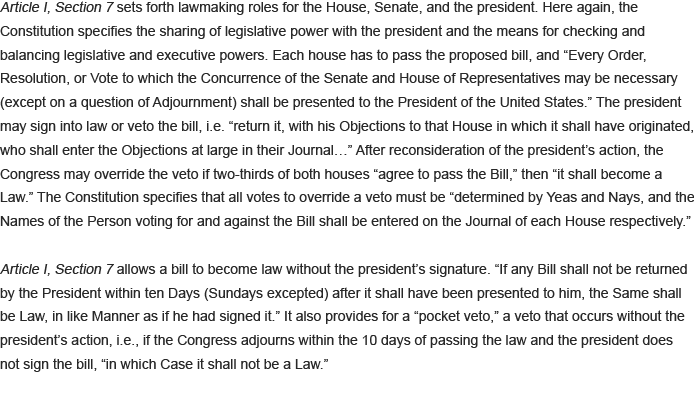 Article I, Section 7 sets forth lawmaking roles for the House, Senate, and the president. Here again, the
Constitution specifies the sharing of legislative power with the president and the means for checking and
balancing legislative and executive powers. Each house has to pass the proposed bill, and “Every Order,
Resolution, or Vote to which the Concurrence of the Senate and House of Representatives may be necessary
(except on a question of Adjournment) shall be presented to the President of the United States.” The president
may sign into law or veto the bill, i.e. “return it, with his Objections to that House in which it shall have originated,
who shall enter the Objections at large in their Journal…” After reconsideration of the president’s action, the
Congress may override the veto if two-thirds of both houses “agree to pass the Bill,” then “it shall become a
Law.” The Constitution specifies that all votes to override a veto must be “determined by Yeas and Nays, and the
Names of the Person voting for and against the Bill shall be entered on the Journal of each House respectively.”
Article I, Section 7 allows a bill to become law without the president’s signature. “If any Bill shall not be returned
by the President within ten Days (Sundays excepted) after it shall have been presented to him, the Same shall
be Law, in like Manner as if he had signed it.” It also provides for a “pocket veto,” a veto that occurs without the
president’s action, i.e., if the Congress adjourns within the 10 days of passing the law and the president does
not sign the bill, “in which Case it shall not be a Law.”